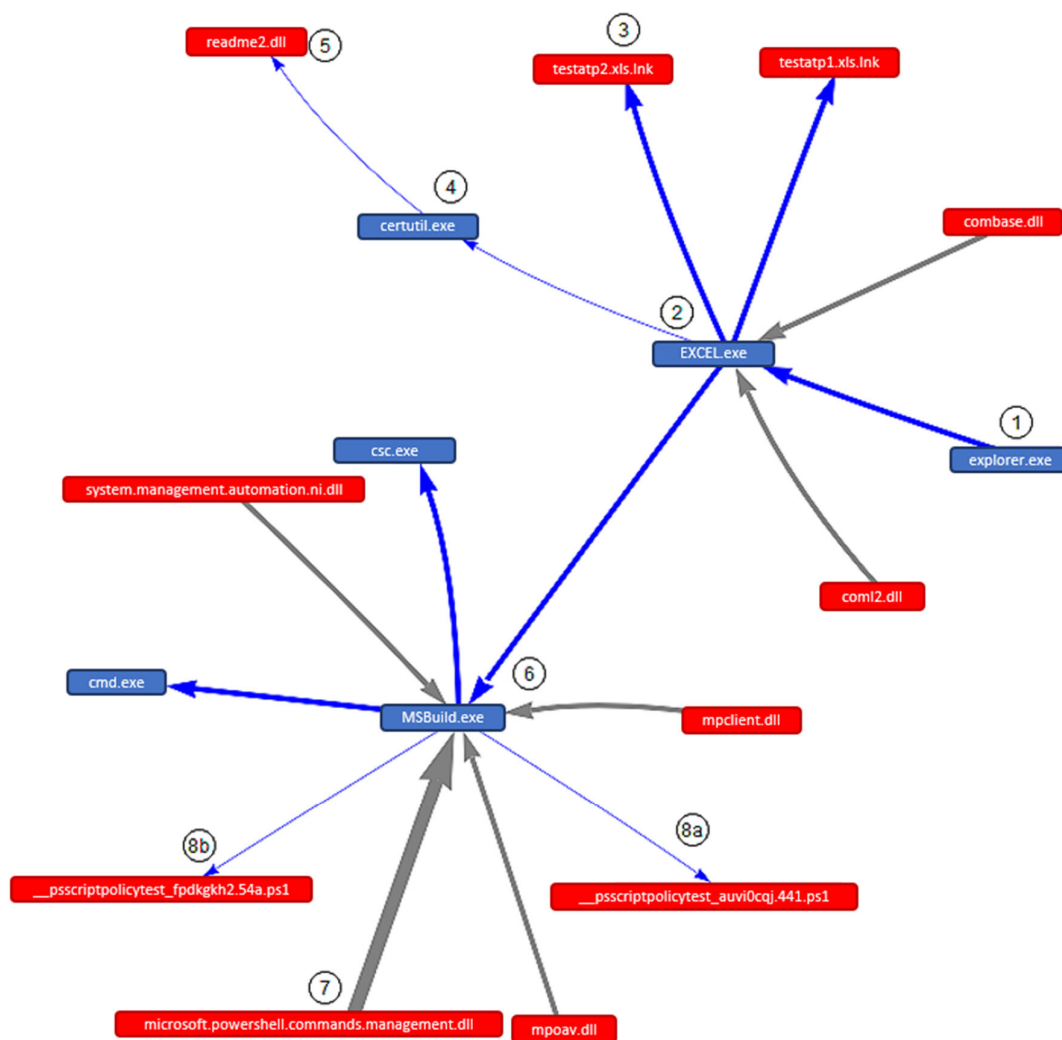 readme2.dll
5
3
testatp2.xls.lnk
testatp1.xls.lnk
4
certutil.exe
combase.dll
2
EXCEL.exe
1
explorer.exe
csc.exe
system.management.automation.ni.dll
coml2.dll
6
cmd.exe
MSBuild.exe
mpclient.dll
8b
8a
__psscriptpolicytest_fpdkgkh2.54a.ps1
__psscriptpolicytest_auvi0cqj.441.ps1
7
microsoft.powershell.commands.management.dll
mpoav.dll